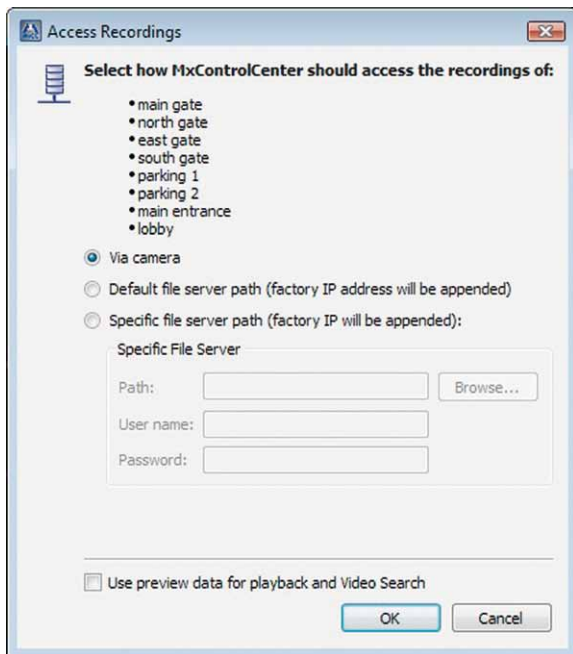 Access Recordings
Select how MxControlCenter should access the recordings of:
• main gate
• north gate
• east gate
• south gate
• parking 1
• parking 2
• main entrance
• lobby
Via camera
Default file server path (factory IP address will be appended)
Specific file server path (factory IP will be appended):
Specific File Server
Path:
Browse...
User name:
Password:
Use preview data for playback and Video Search
OK Cancel